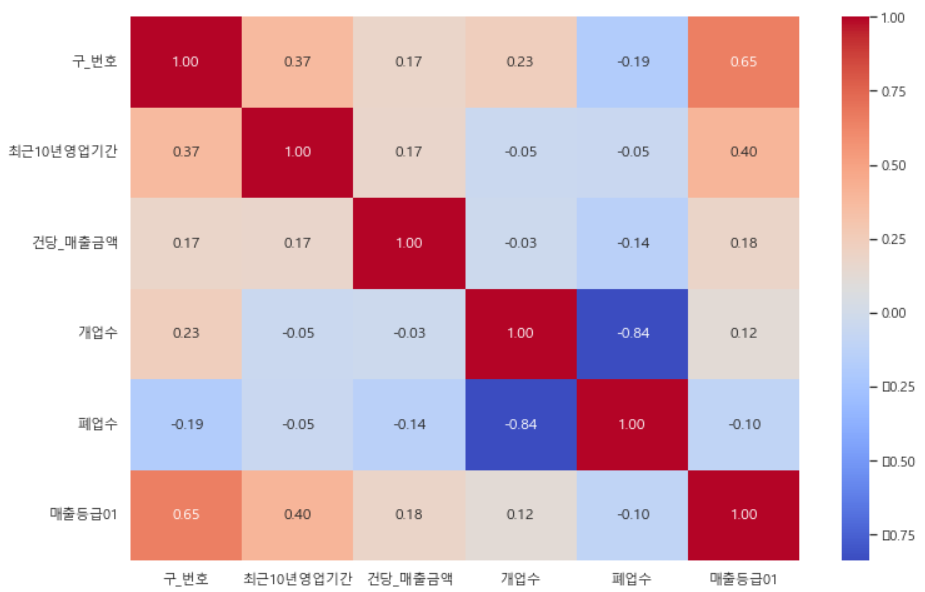 구_번호 1.00 0.37 0.17 0.23 -0.19 0.65
최근10년영업기간 0.37 1.00 0.17 -0.05 -0.05 0.40
건당_매출금액 0.17 0.17 1.00 -0.03 -0.14 0.18
개업수 0.23 -0.05 -0.03 1.00 -0.84 0.12
폐업수 -0.19 -0.05 -0.14 -0.84 1.00 -0.10
매출등급01 0.65 0.40 0.18 0.12 -0.10 1.00
구_번호 최근10년영업기간 건당_매출금액 개업수 폐업수 매출등급01
1.00
0.75
0.50
0.25
0.00
▯0.25
▯0.50
▯0.75